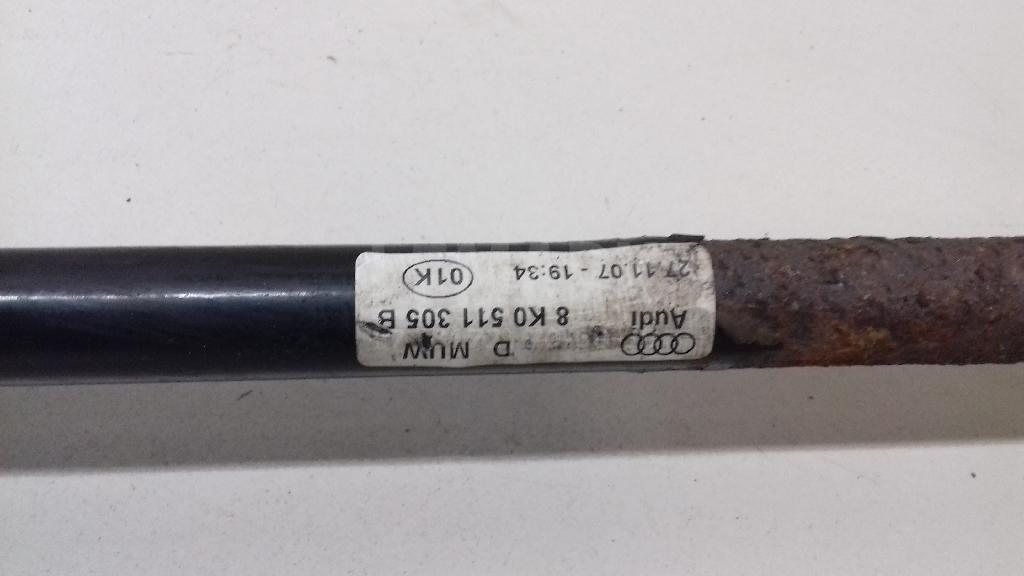 D MUW
Audi 8 K0 511 305 B
27.11.07 - 19:34 01K